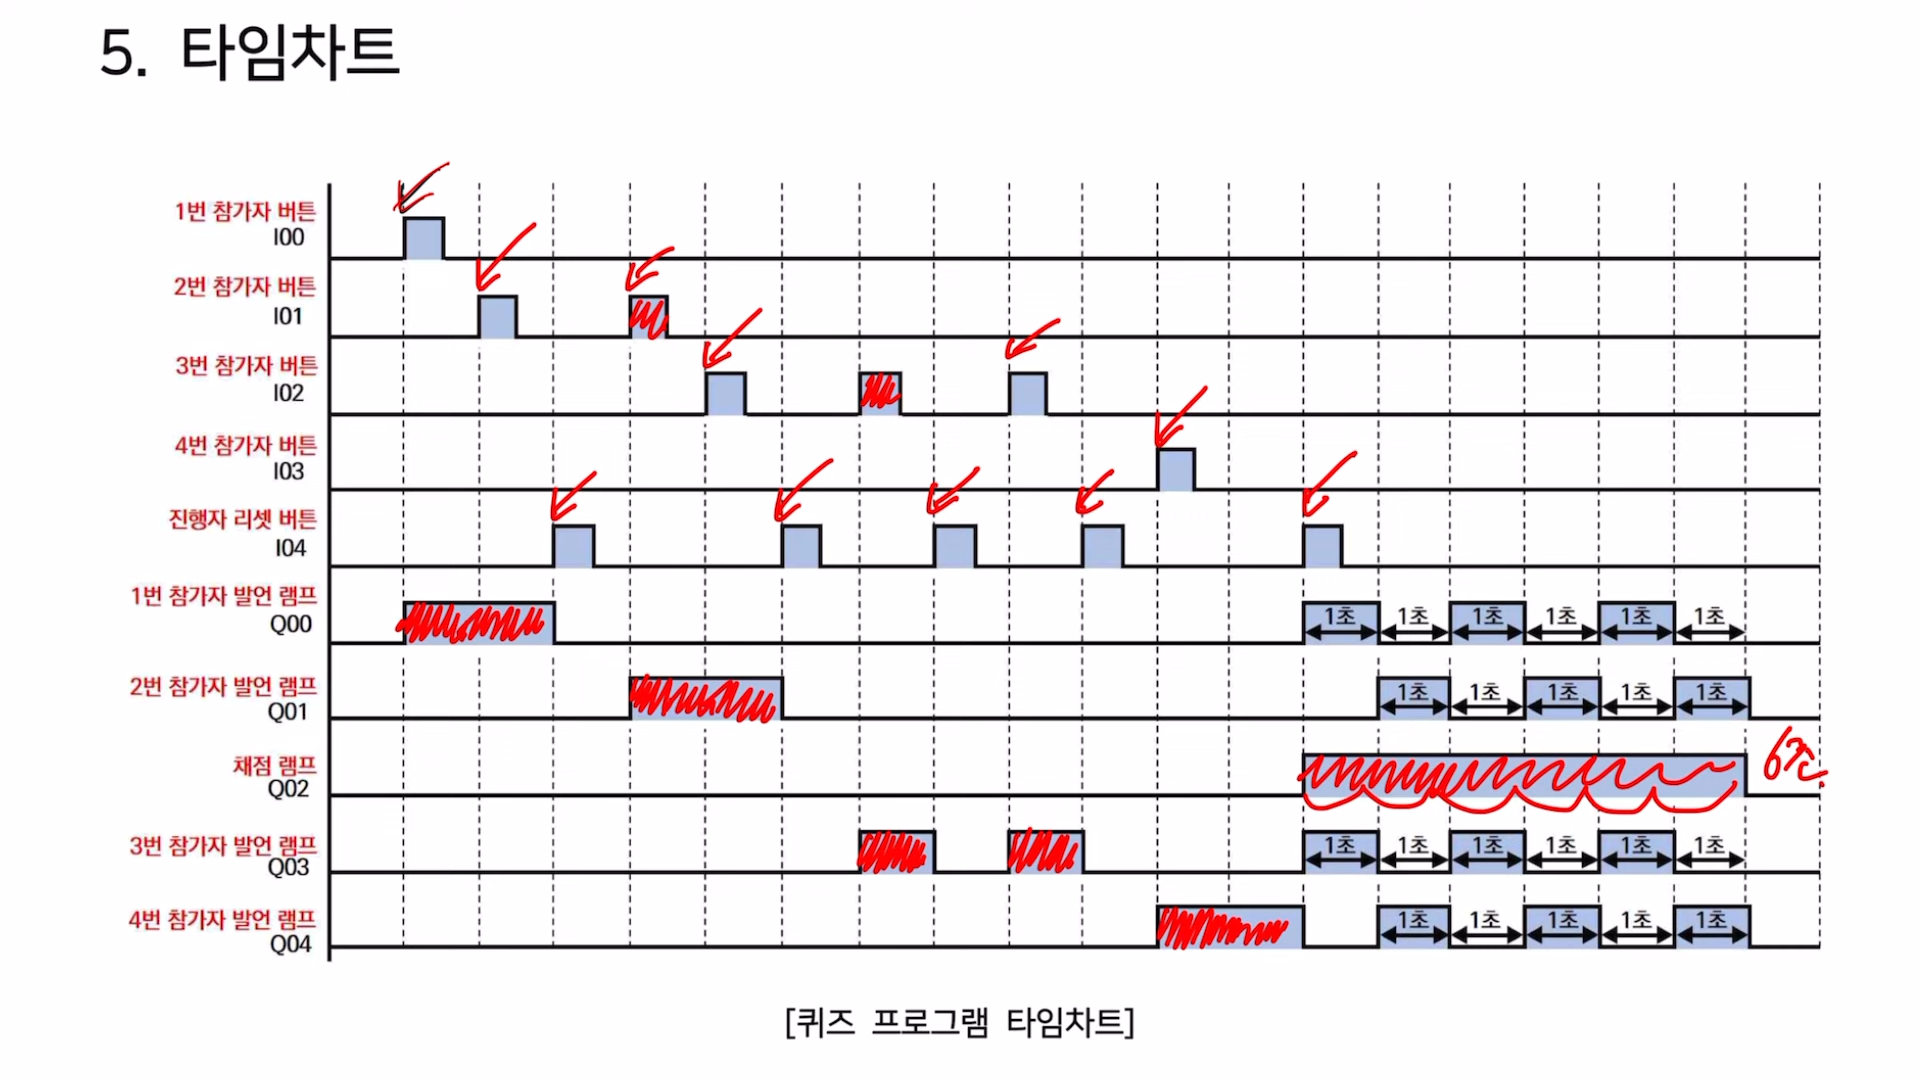 5. 타임차트
1번 참가자 버튼
I00
2번 참가자 버튼
I01
3번 참가자 버튼
I02
4번 참가자 버튼
I03
진행자 리셋 버튼
I04
1번 참가자 발언 램프
Q00
1초 1초 1초 1초 1초 1초
2번 참가자 발언 램프
Q01
1초 1초 1초 1초 1초
채점 램프
Q02
6초
3번 참가자 발언 램프
Q03
1초 1초 1초 1초 1초 1초
4번 참가자 발언 램프
Q04
1초 1초 1초 1초 1초
[퀴즈 프로그램 타임차트]